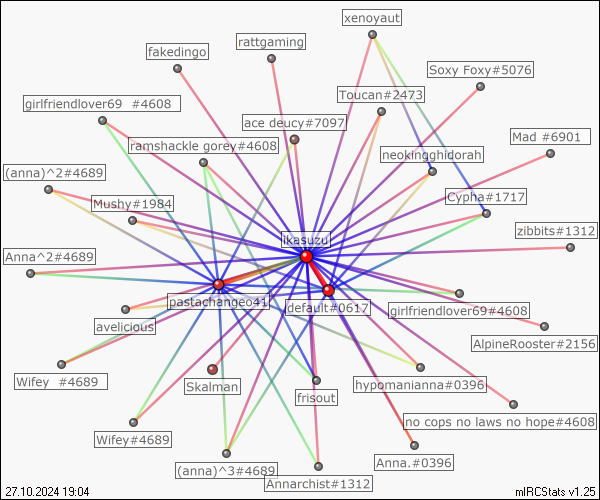 xenoyaut
rattgaming
fakedingo
Soxy Foxy#5076
Toucan#2473
girlfriendlover69  #4608
ace deucy#7097
Mad #6901
ramshackle gorey#4608
neokingghidorah
(anna)^2#4689
Cypha#1717
Mushy#1984
zibbits#1312
ikasuzu
Anna^2#4689
pastachangeo41
default#0617
girlfriendlover69#4608
avelicious
AlpineRooster#2156
Wifey  #4689
Skalman
hypomanianna#0396
frisout
no cops no laws no hope#4608
Wifey#4689
Anna.#0396
(anna)^3#4689
Annarchist#1312
27.10.2024 19:04
mIRCStats v1.25